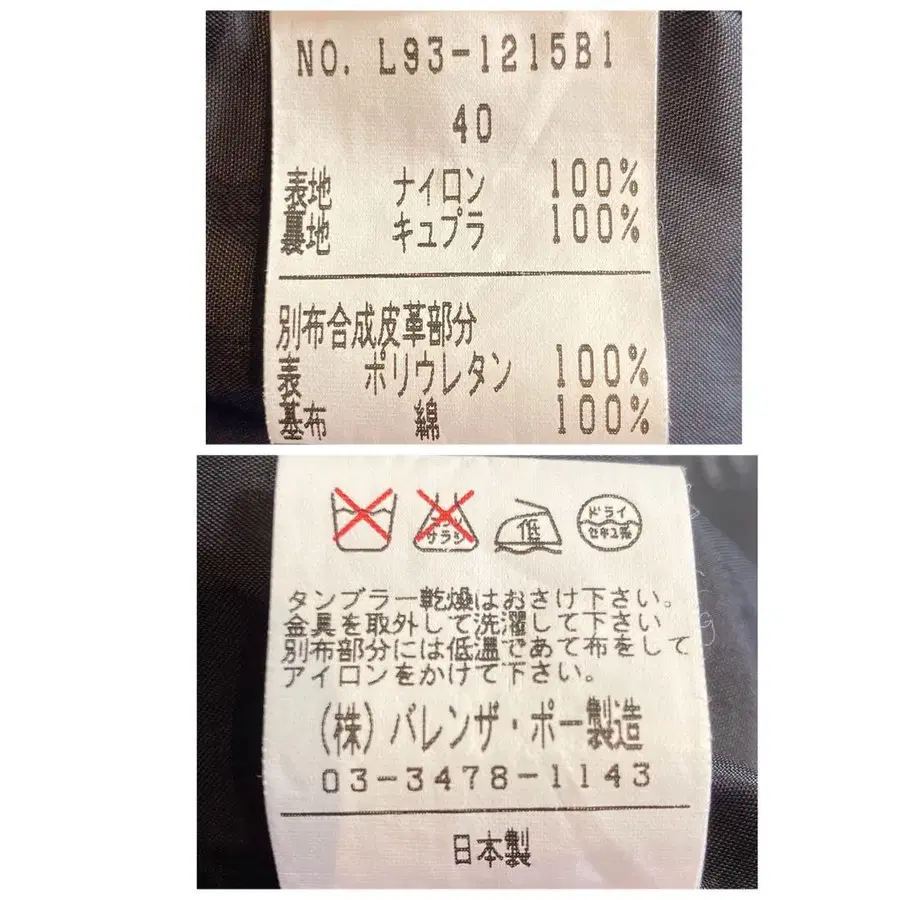 NO. L93-1215B1
40
表地 ナイロン 100%
裏地 キュプラ 100%
別布合成皮革部分
表 ポリウレタン 100%
基布 綿 100%
エンソ サラシ 低 ドライ セキユ系
タンブラー乾燥はおさけ下さい。
金具を取外して洗濯して下さい
別布部分には低温であて布をして
アイロンをかけて下さい。
(株)バレンザ・ポー製造
03-3478-1143
日本製